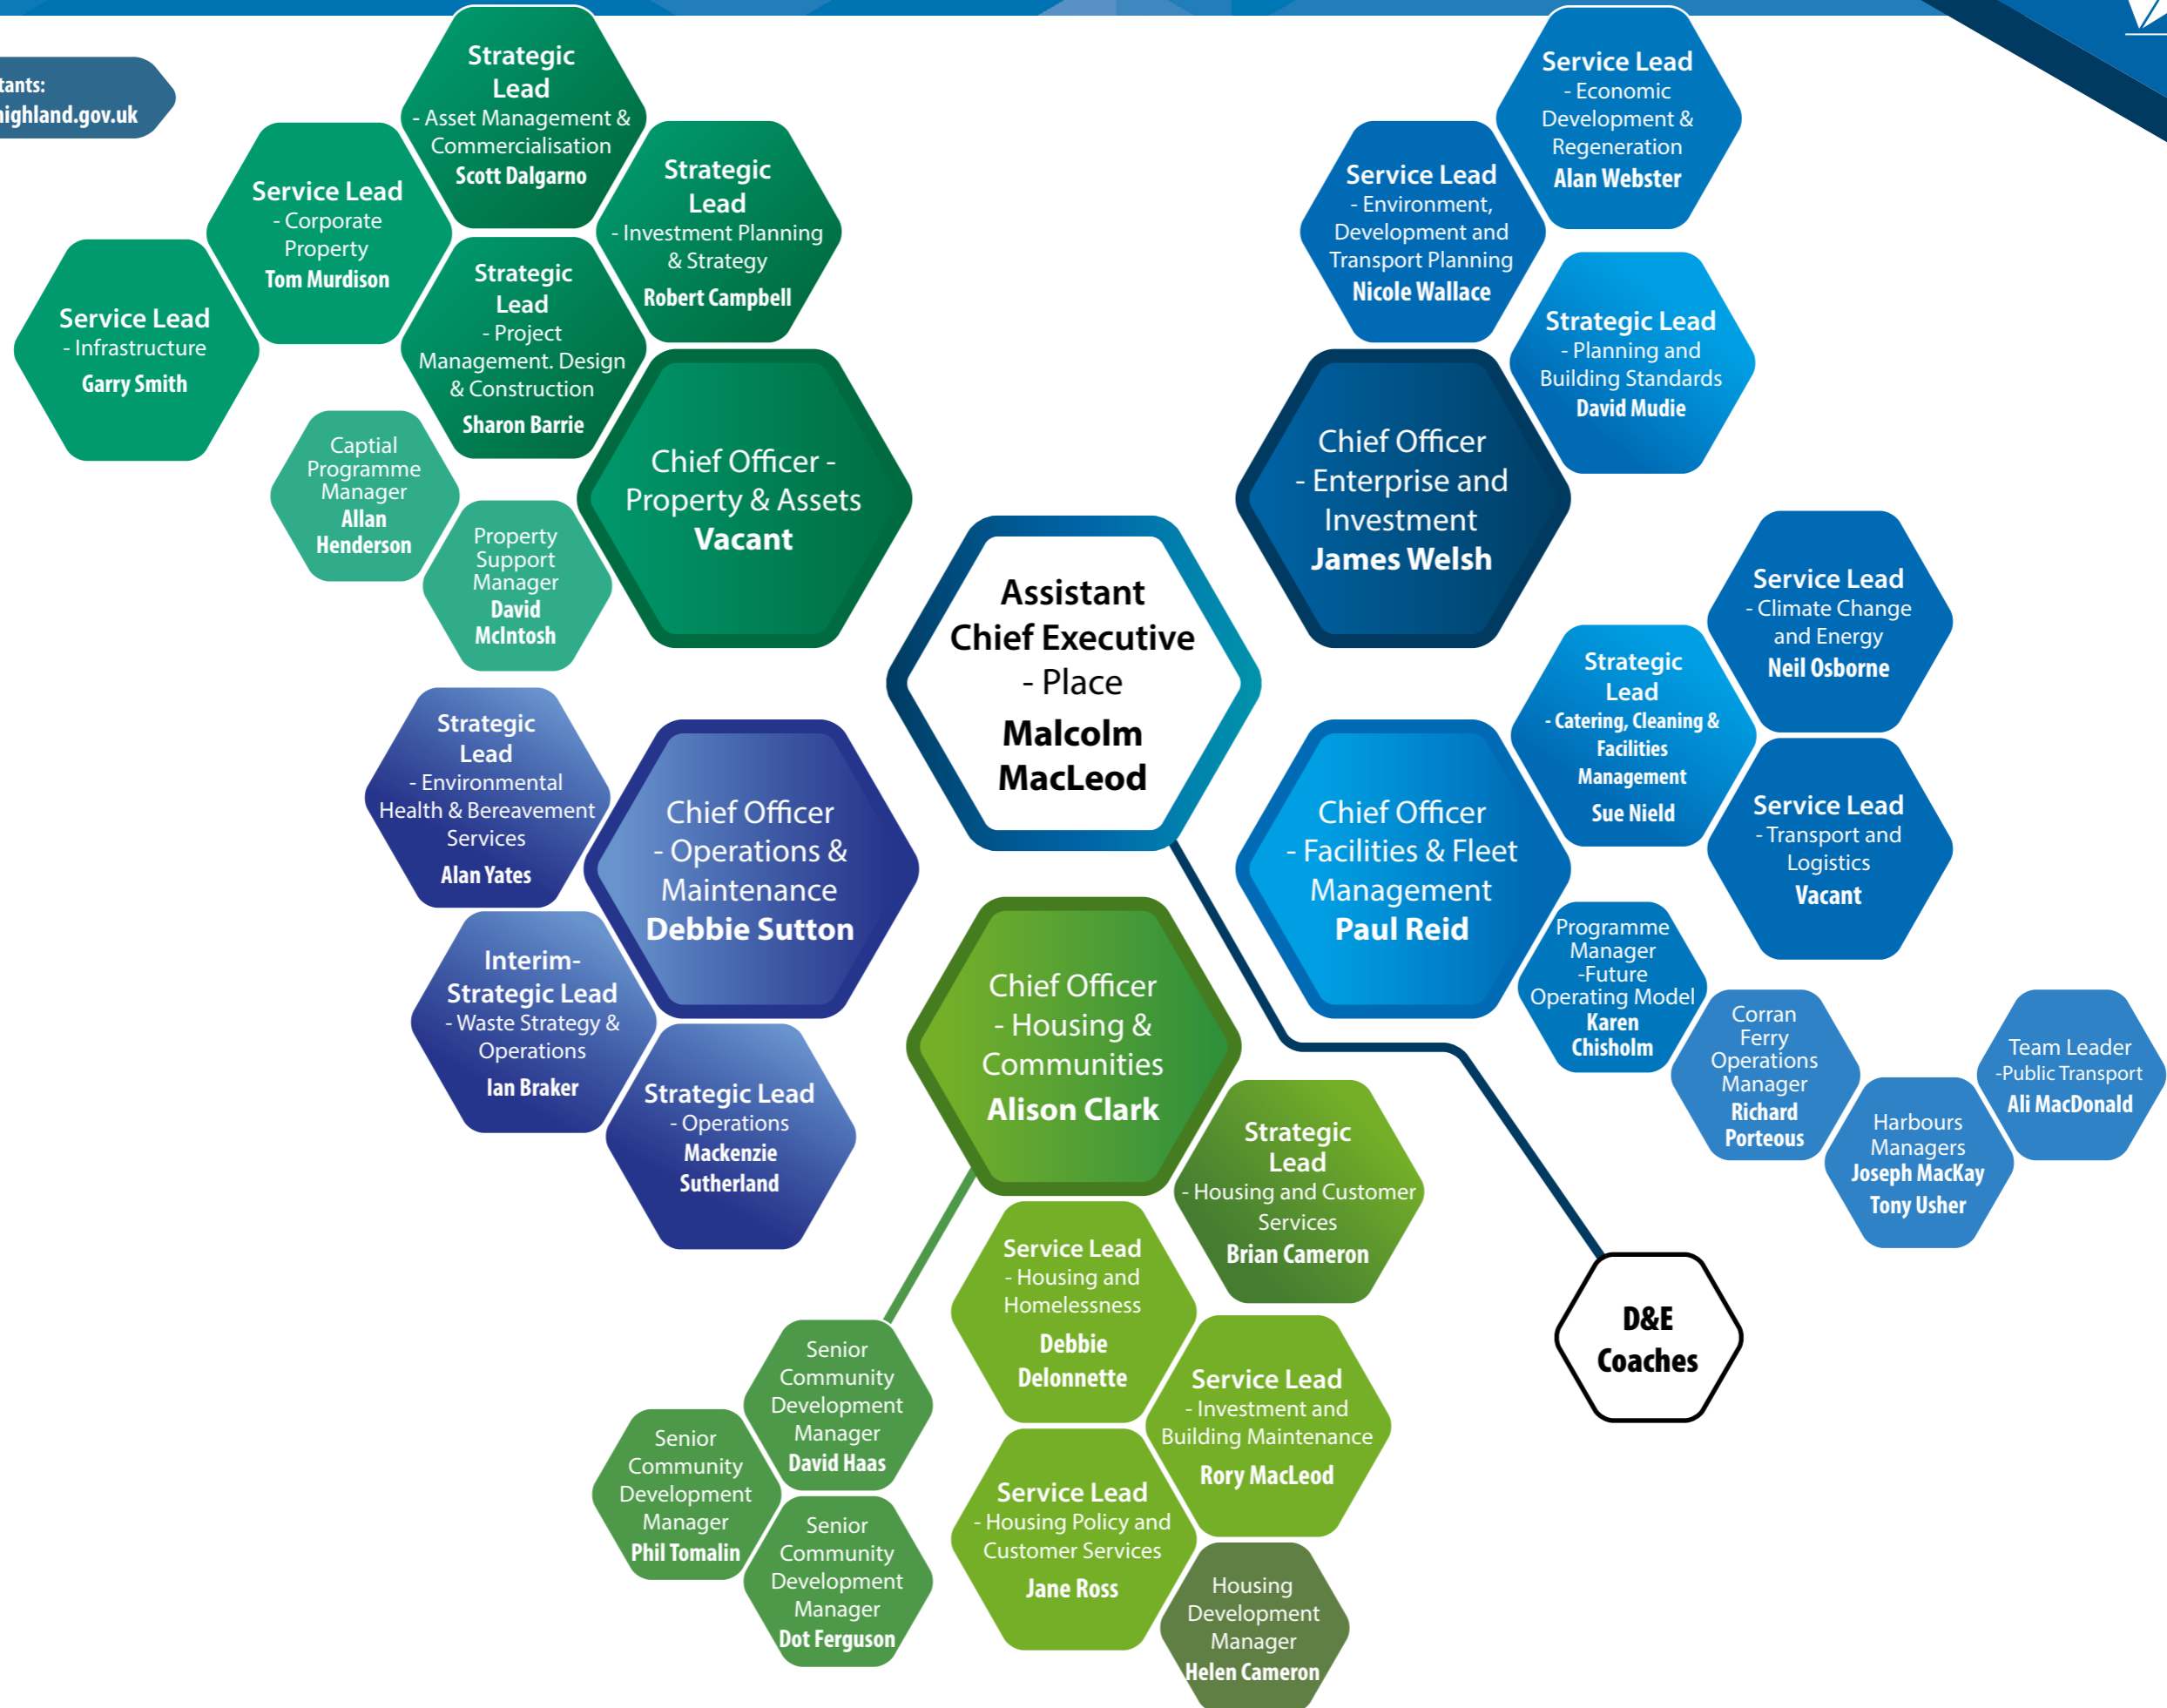 highland.gov.uk
Strategic
Lead
- Asset Management &
Commercialisation
Scott Dalgarno
Service Lead
- Corporate
Property
Tom Murdison
Strategic
Lead
- Investment Planning
& Strategy
Robert Campbell
Service Lead
- Infrastructure
Garry Smith
Strategic
Lead
- Project
Management. Design
& Construction
Sharon Barrie
Captial
Programme
Manager
Allan
Henderson
Property
Support
Manager
David
McIntosh
Chief Officer -
Property & Assets
Vacant
Service Lead
- Economic
Development &
Regeneration
Alan Webster
Service Lead
- Environment,
Development and
Transport Planning
Nicole Wallace
Strategic Lead
- Planning and
Building Standards
David Mudie
Chief Officer
- Enterprise and
Investment
James Welsh
Assistant
Chief Executive
- Place
Malcolm
MacLeod
Service Lead
- Climate Change
and Energy
Neil Osborne
Strategic
Lead
- Catering, Cleaning &
Facilities
Management
Sue Nield
Service Lead
- Transport and
Logistics
Vacant
Chief Officer
- Facilities & Fleet
Management
Paul Reid
Programme
Manager
-Future
Operating Model
Karen
Chisholm
Corran
Ferry
Operations
Manager
Richard
Porteous
Harbours
Managers
Joseph MacKay
Tony Usher
Team Leader
-Public Transport
Ali MacDonald
Strategic
Lead
- Environmental
Health & Bereavement
Services
Alan Yates
Chief Officer
- Operations &
Maintenance
Debbie Sutton
Interim-
Strategic Lead
- Waste Strategy &
Operations
Ian Braker
Strategic Lead
- Operations
Mackenzie
Sutherland
Chief Officer
- Housing &
Communities
Alison Clark
Strategic
Lead
- Housing and Customer
Services
Brian Cameron
Service Lead
- Housing and
Homelessness
Debbie
Delonnette
Service Lead
- Investment and
Building Maintenance
Rory MacLeod
Service Lead
- Housing Policy and
Customer Services
Jane Ross
Housing
Development
Manager
Helen Cameron
Senior
Community
Development
Manager
David Haas
Senior
Community
Development
Manager
Phil Tomalin
Senior
Community
Development
Manager
Dot Ferguson
D&E
Coaches